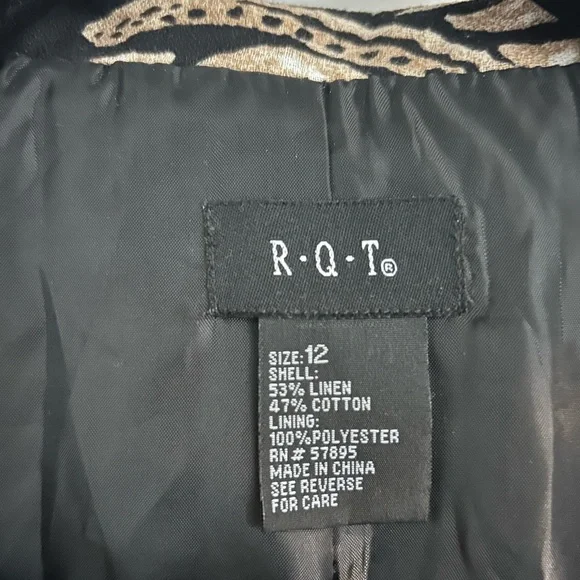 R·Q·T®
SIZE:12
SHELL:
53% LINEN
47% COTTON
LINING:
100%POLYESTER
RN# 57895
MADE IN CHINA
SEE REVERSE
FOR CARE